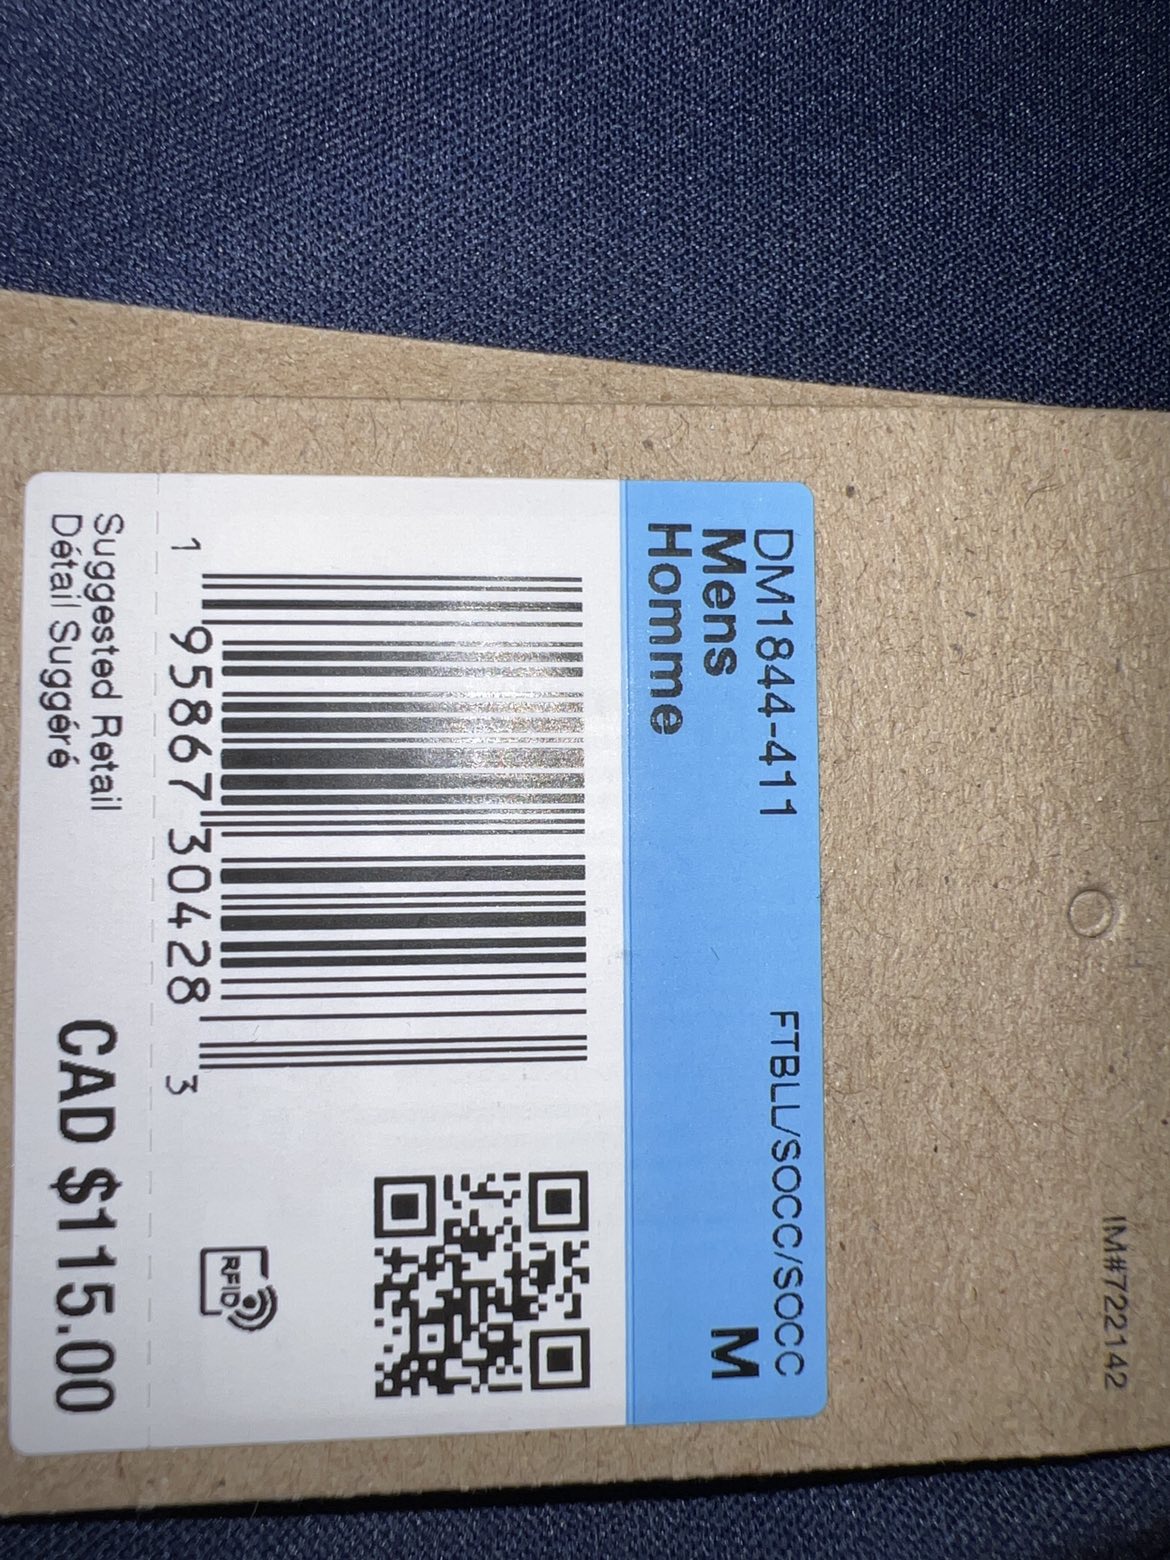 IM#722142
DM1844-411 FTBLL/SOCC/SOCC
Mens M
Homme
1 95867 30428 3
RFID
Suggested Retail
Détail Suggéré
CAD $115.00